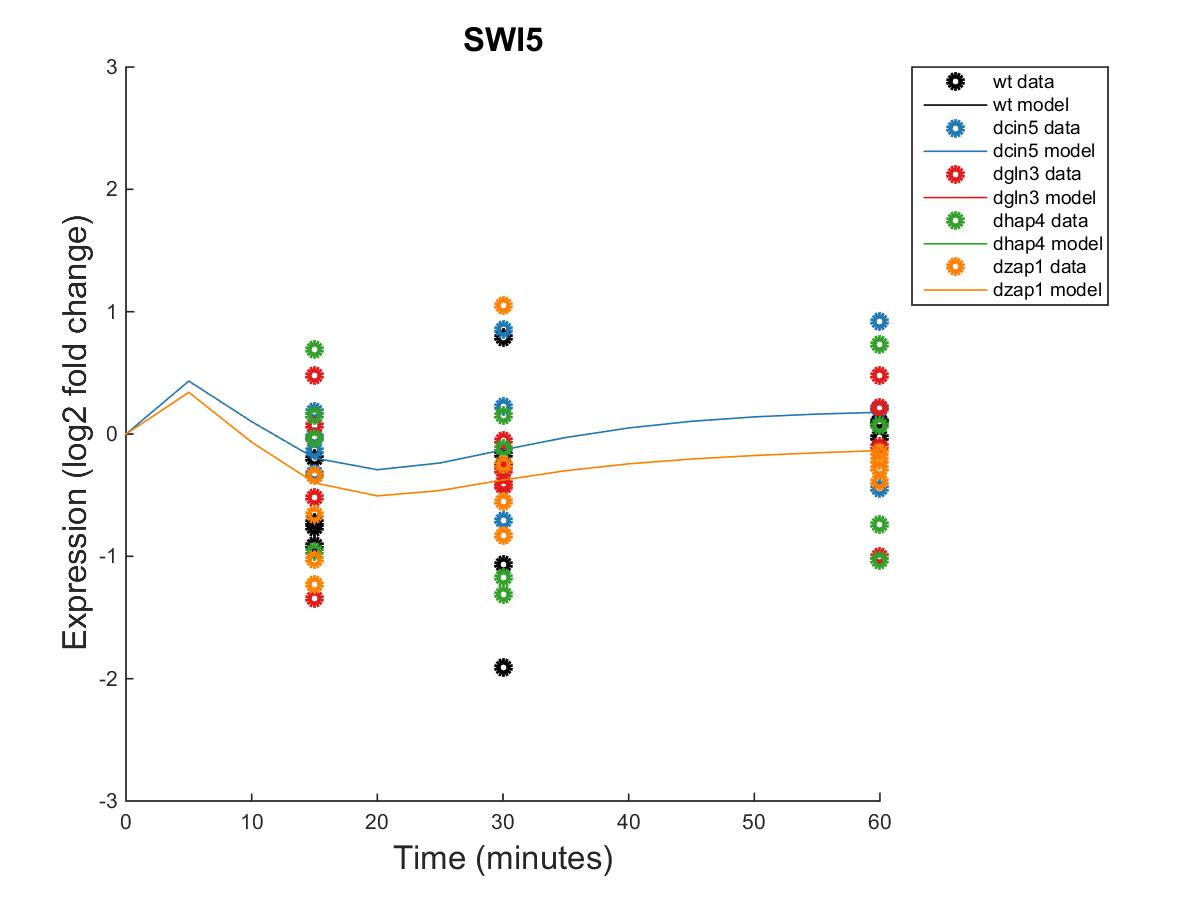 SWI5
Expression (log2 fold change)
3
2
1
0
-1
-2
-3
0 10 20 30 40 50 60
Time (minutes)
wt data
wt model
dcin5 data
dcin5 model
dgln3 data
dgln3 model
dhap4 data
dhap4 model
dzap1 data
dzap1 model